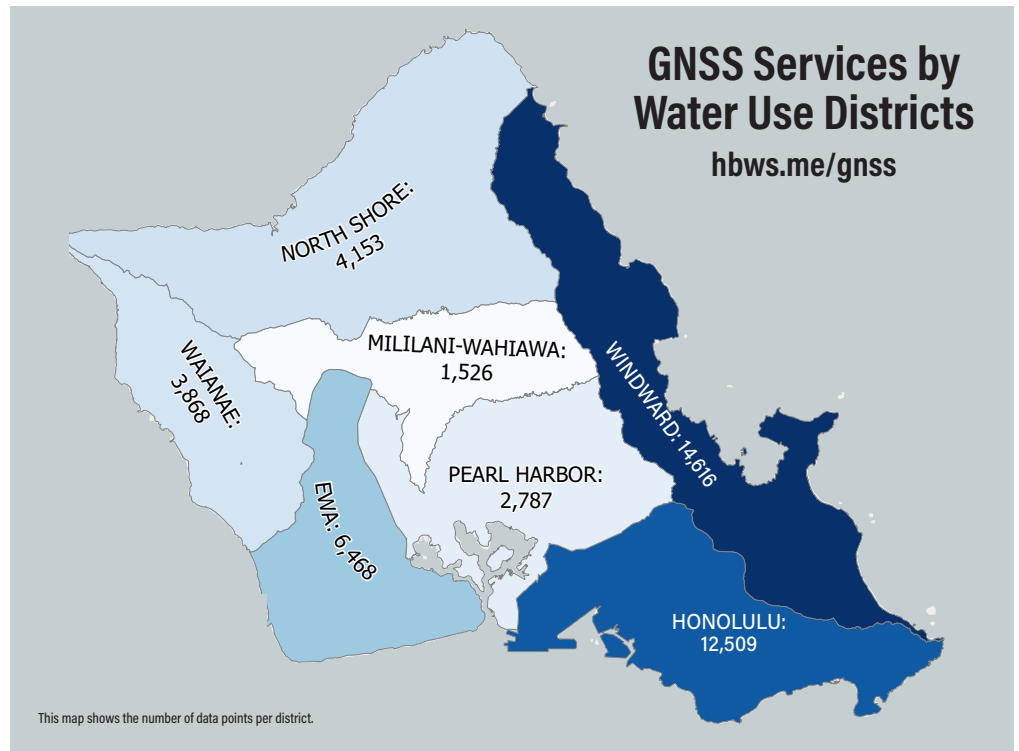 GNSS Services by
Water Use Districts
hbws.me/gnss
NORTH SHORE:
4,153
MILILANI-WAHIAWA:
1,526
WAIANAE:
3,868
WINDWARD: 14,616
PEARL HARBOR:
2,787
EWA: 6,468
HONOLULU:
12,509
This map shows the number of data points per district.